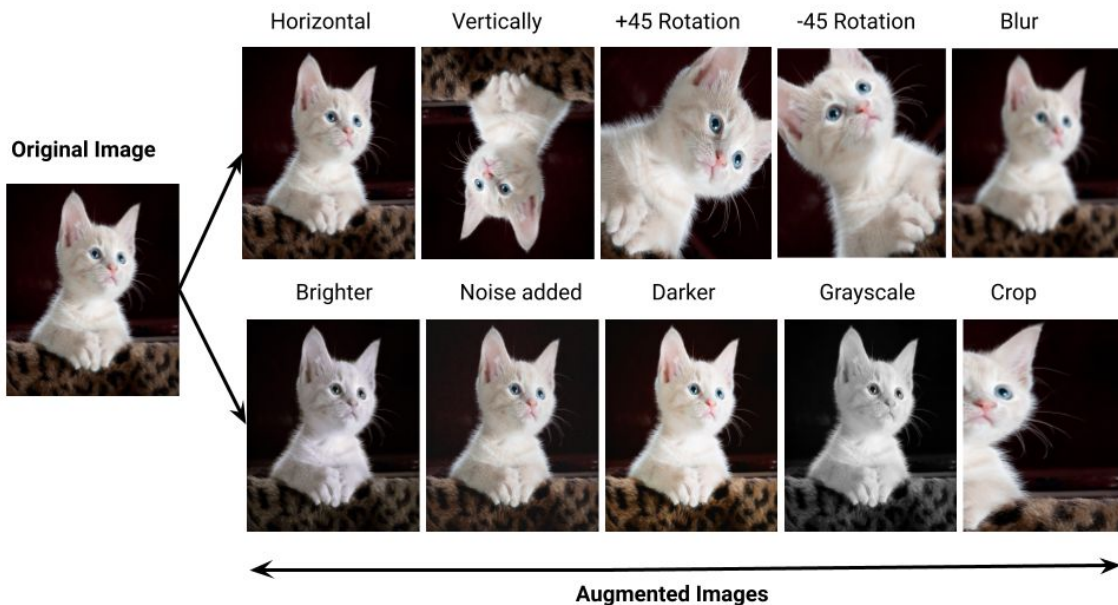 Horizontal Vertically +45 Rotation -45 Rotation Blur
Original Image
Brighter Noise added Darker Grayscale Crop
Augmented Images